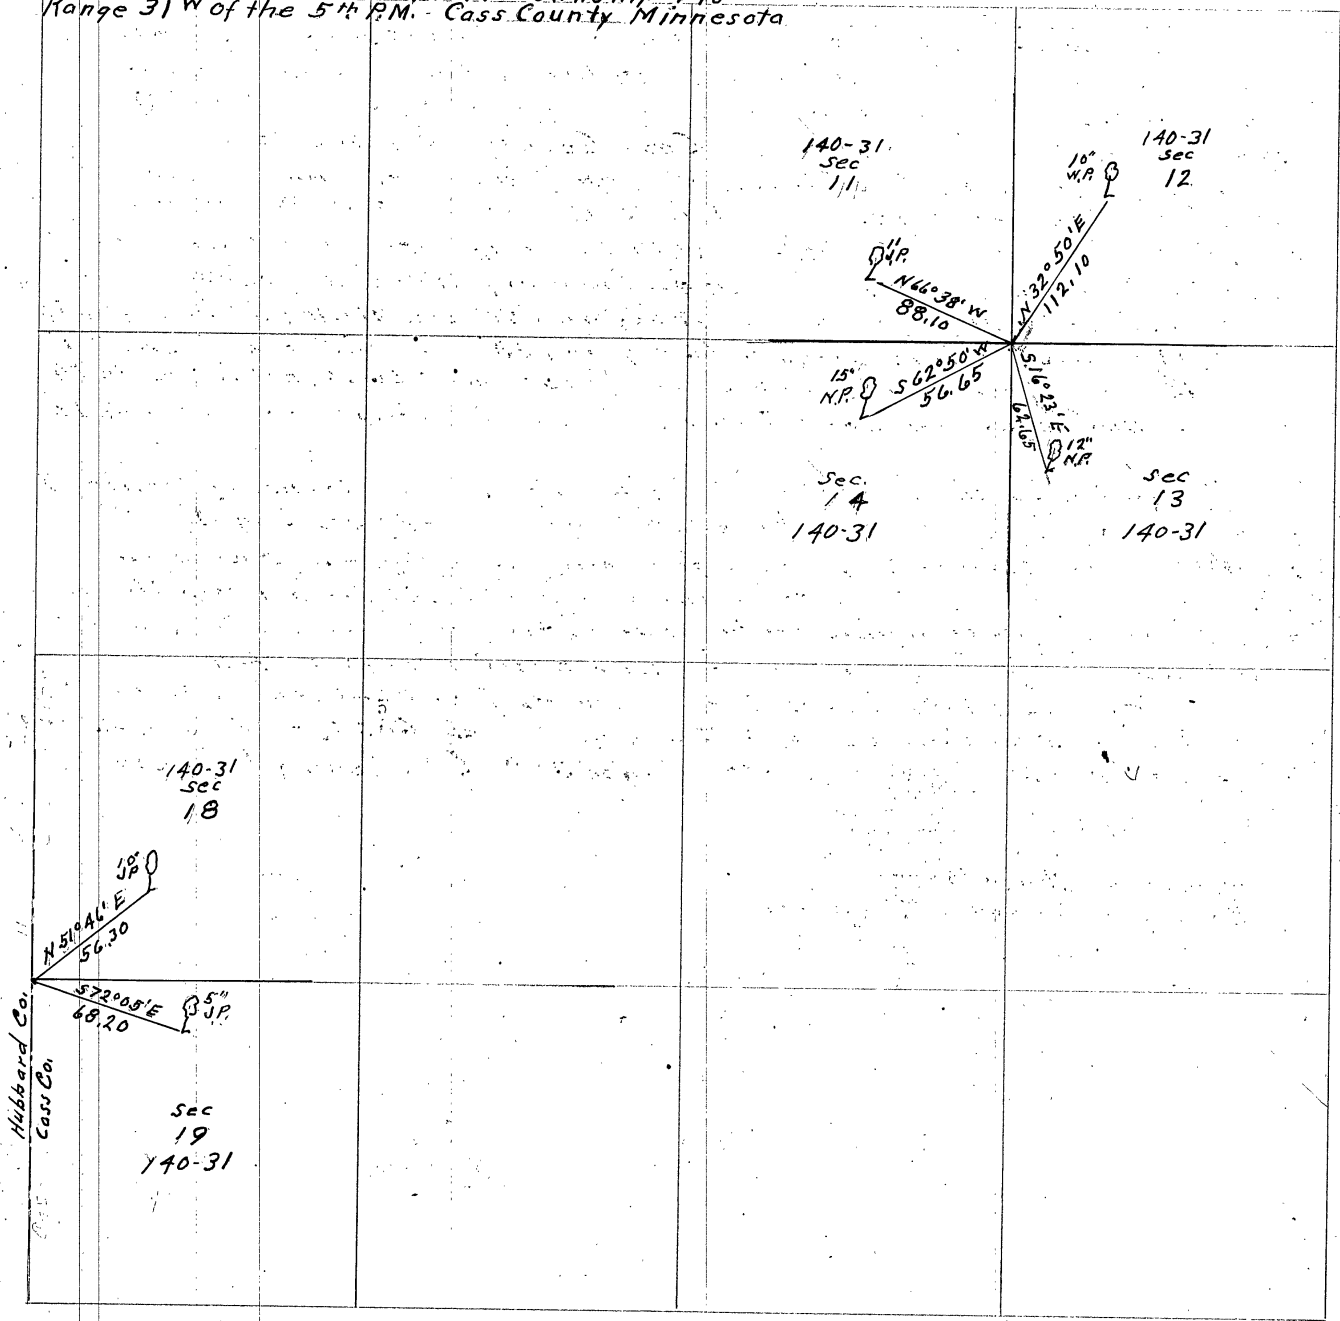 Range 31 W of the 5th P.M. - Cass County Minnesota
140-31
sec
11
140-31
sec
12
10"
W.P.
N 32° 50' E
112.10
J.P.
N 66° 38' W
88.10
15"
N.P.
S 62° 50' W
56.65
S 16° 23' E
62.65
12"
N.P.
Sec.
14
140-31
sec
13
140-31
140-31
sec
18
10"
JP
N 51° 46' E
56.30
S 72° 05' E
68.20
5"
J.P.
Hubbard Co.
Cass Co.
sec
19
140-31